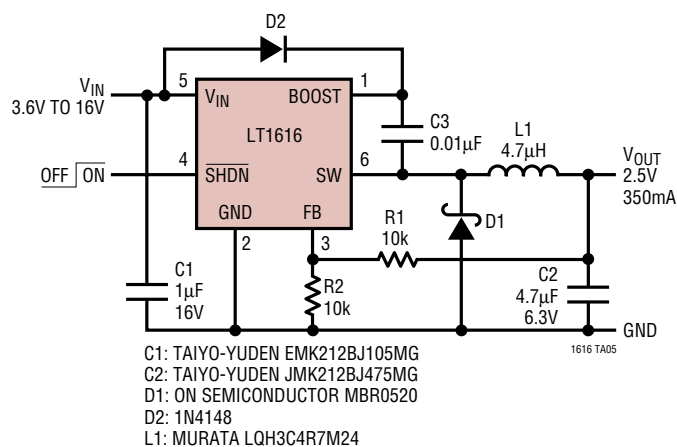 D2
5
1
V_IN
3.6V TO 16V
V_IN
BOOST
LT1616
C3
0.01µF
L1
4.7µH
V_OUT
2.5V
350mA
OFF ON
4
SHDN
SW
6
GND
FB
D1
2
3
R1
10k
C1
1µF
16V
R2
10k
C2
4.7µF
6.3V
GND
1616 TA05
C1: TAIYO-YUDEN EMK212BJ105MG
C2: TAIYO-YUDEN JMK212BJ475MG
D1: ON SEMICONDUCTOR MBR0520
D2: 1N4148
L1: MURATA LQH3C4R7M24